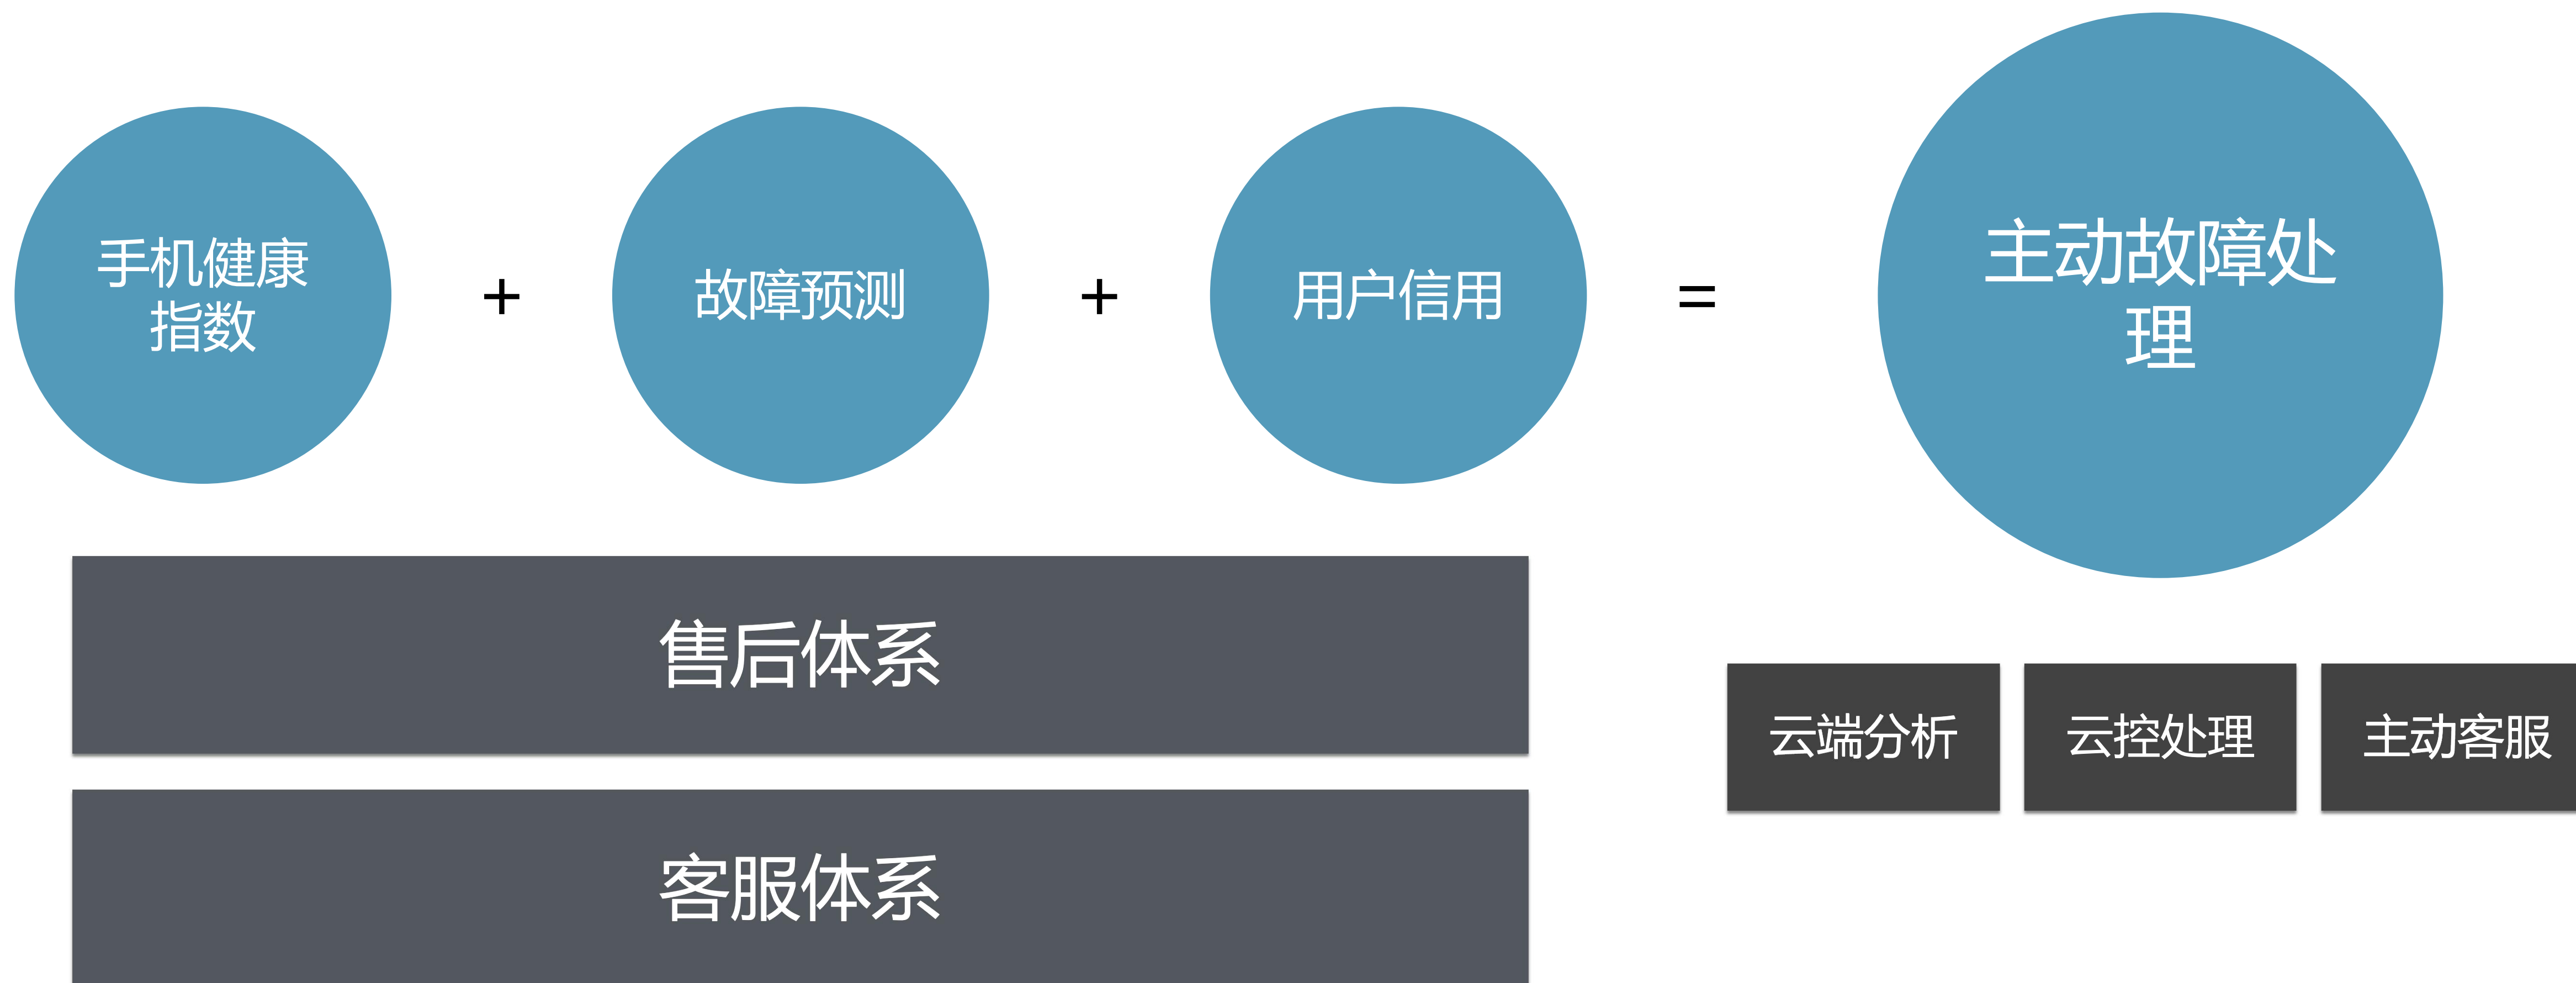 手机健康
指数
+
故障预测
+
用户信用
=
主动故障处
理
售后体系
客服体系
云端分析
云控处理
主动客服